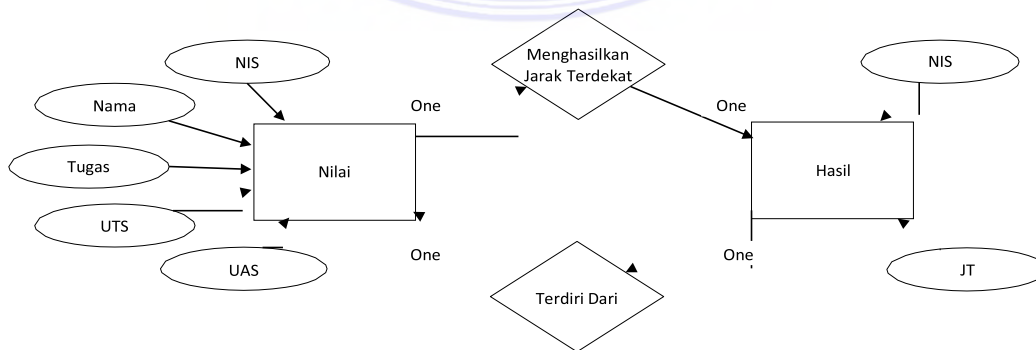 Menghasilkan
Jarak Terdekat
NIS
NIS
Nama
One
One
Tugas
Nilai
Hasil
UTS
One
One
UAS
JT
Terdiri Dari